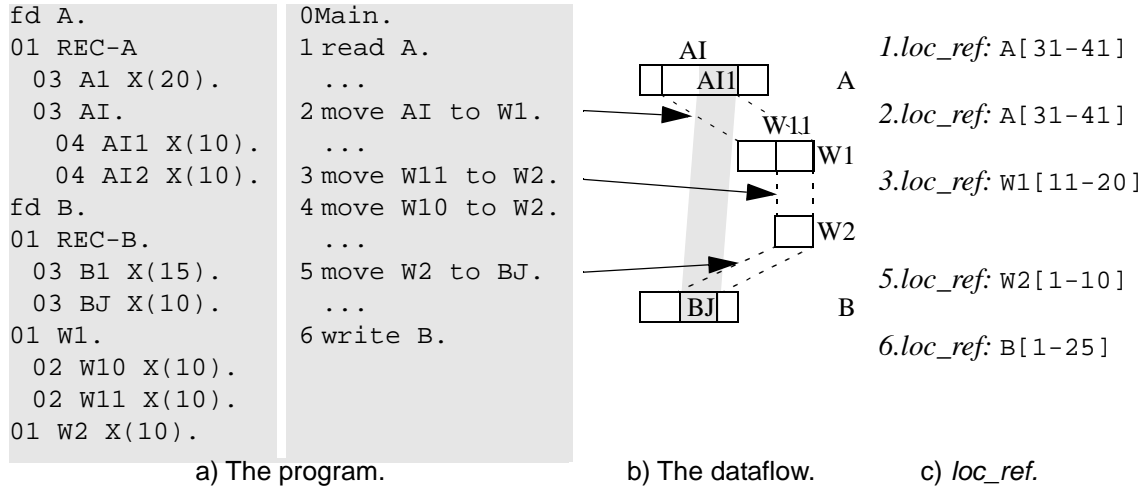 fd A.
01 REC-A
03 A1 X(20).
03 AI.
04 AI1 X(10).
04 AI2 X(10).
fd B.
01 REC-B.
03 B1 X(15).
03 BJ X(10).
01 W1.
02 W10 X(10).
02 W11 X(10).
01 W2 X(10).
0Main.
1 read A.
...
2 move AI to W1.
...
3 move W11 to W2.
4 move W10 to W2.
...
5 move W2 to BJ.
...
6 write B.
a) The program.
AI
AI1 A
W11
W1
W2
BJ B
b) The dataflow.
1.loc_ref: A[31-41]
2.loc_ref: A[31-41]
3.loc_ref: W1[11-20]
5.loc_ref: W2[1-10]
6.loc_ref: B[1-25]
c) loc_ref.